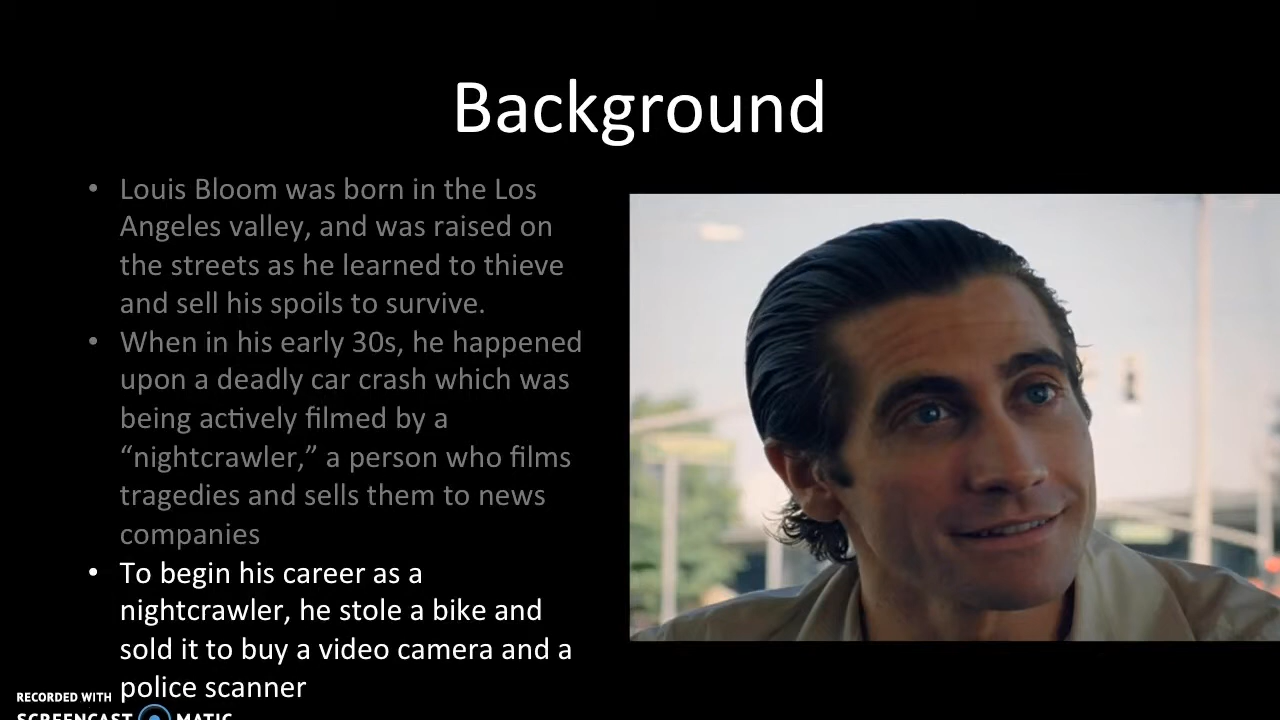 Background
• Louis Bloom was born in the Los
Angeles valley, and was raised on
the streets as he learned to thieve
and sell his spoils to survive.
• When in his early 30s, he happened
upon a deadly car crash which was
being actively filmed by a
“nightcrawler,” a person who films
tragedies and sells them to news
companies
• To begin his career as a
nightcrawler, he stole a bike and
sold it to buy a video camera and a
police scanner
RECORDED WITH
SCREENCAST MATIC